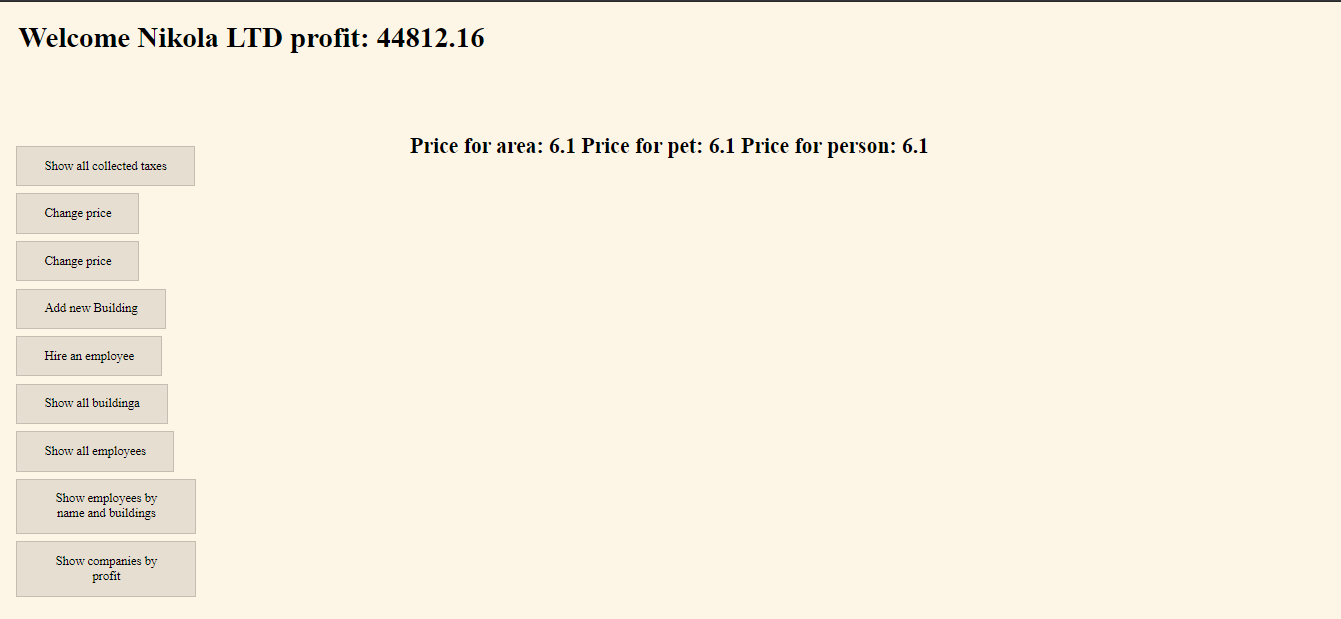 Welcome Nikola LTD profit: 44812.16
Price for area: 6.1 Price for pet: 6.1 Price for person: 6.1
Show all collected taxes
Change price
Change price
Add new Building
Hire an employee
Show all buildinga
Show all employees
Show employees by
name and buildings
Show companies by
profit